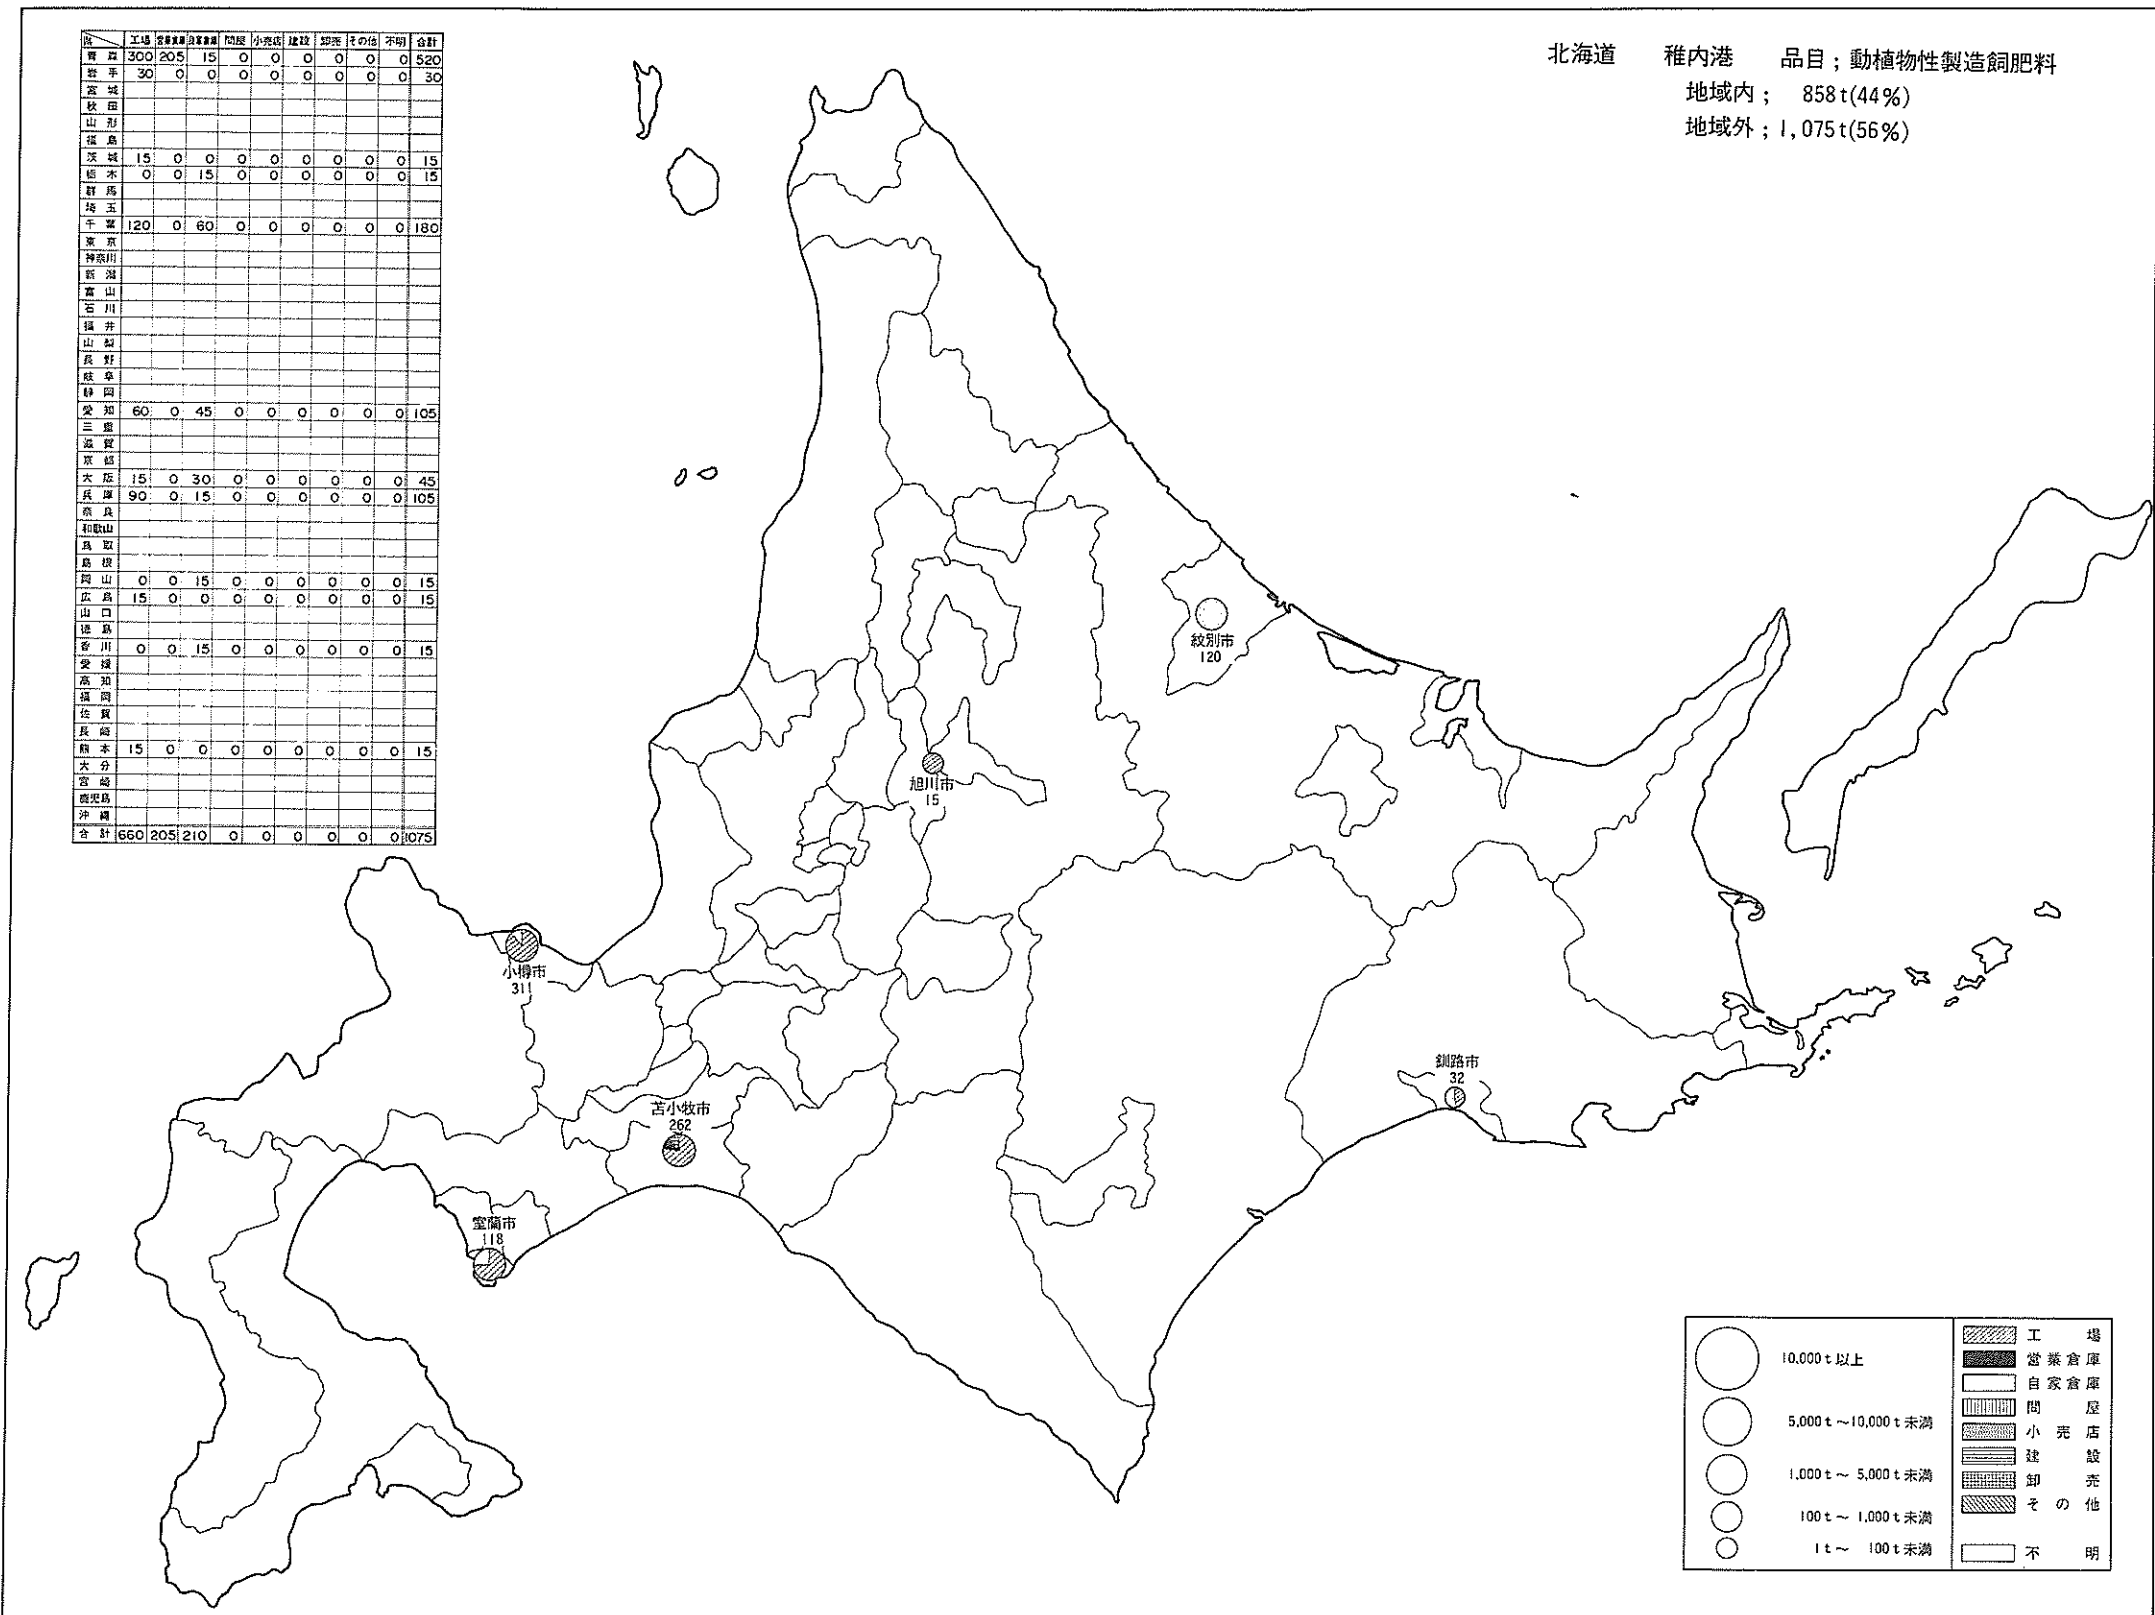 北海道 稚内港 品目；動植物性製造飼肥料
地域内； 858t(44%)
地域外；1,075t(56%)
県 工場 営業倉庫 自家倉庫 問屋 小売店 建設 卸売 その他 不明 合計
青森 300 205 15 0 0 0 0 0 0 520
岩手 30 0 0 0 0 0 0 0 0 30
宮城
秋田
山形
福島
茨城 15 0 0 0 0 0 0 0 0 15
栃木 0 0 15 0 0 0 0 0 0 15
群馬
埼玉
千葉 120 0 60 0 0 0 0 0 0 180
東京
神奈川
新潟
富山
石川
福井
山梨
長野
岐阜
静岡
愛知 60 0 45 0 0 0 0 0 0 105
三重
滋賀
京都
大阪 15 0 30 0 0 0 0 0 0 45
兵庫 90 0 15 0 0 0 0 0 0 105
奈良
和歌山
鳥取
島根
岡山 0 0 15 0 0 0 0 0 0 15
広島 15 0 0 0 0 0 0 0 0 15
山口
徳島
香川 0 0 15 0 0 0 0 0 0 15
愛媛
高知
福岡
佐賀
長崎
熊本 15 0 0 0 0 0 0 0 0 15
大分
宮崎
鹿児島
沖縄
合計 660 205 210 0 0 0 0 0 0 1075
紋別市
120
旭川市
15
小樽市
311
釧路市
32
苫小牧市
262
室蘭市
118
10,000t以上
5,000t～10,000t未満
1,000t～ 5,000t未満
100t～ 1,000t未満
1t～ 100t未満
工場
営業倉庫
自家倉庫
問屋
小売店
建設
卸売
その他
不明